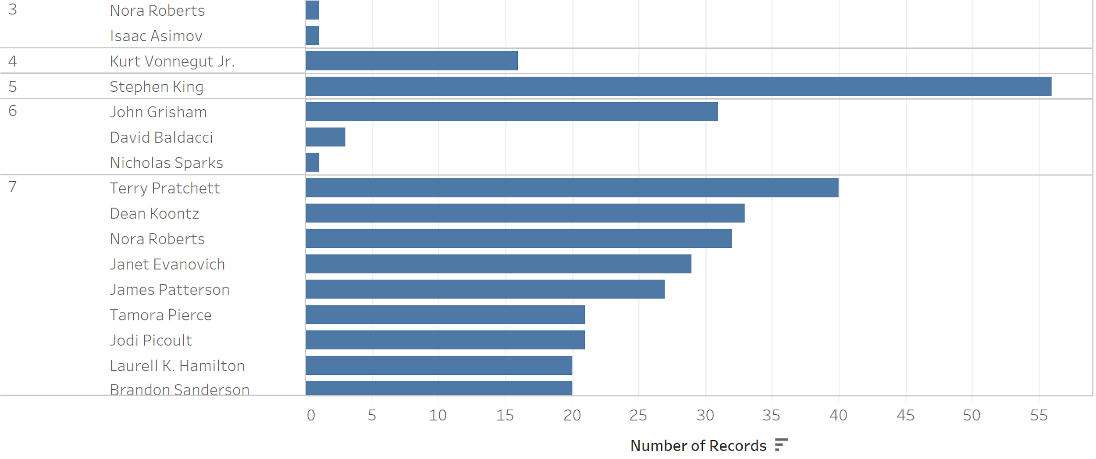 3 Nora Roberts
Isaac Asimov
4 Kurt Vonnegut Jr.
5 Stephen King
6 John Grisham
David Baldacci
Nicholas Sparks
7 Terry Pratchett
Dean Koontz
Nora Roberts
Janet Evanovich
James Patterson
Tamora Pierce
Jodi Picoult
Laurell K. Hamilton
Brandon Sanderson
0 5 10 15 20 25 30 35 40 45 50 55
Number of Records